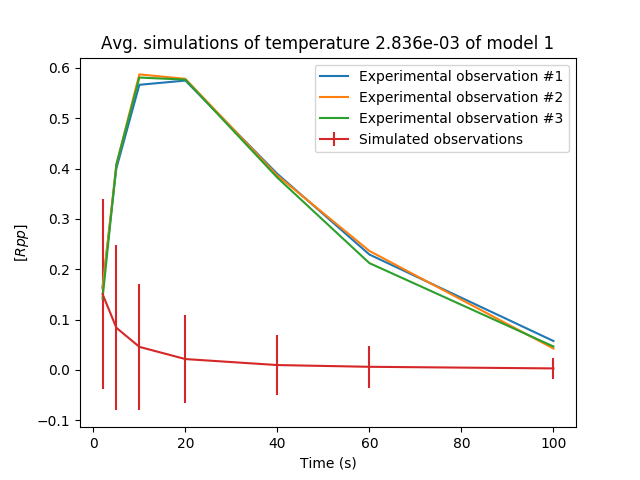 Avg. simulations of temperature 2.836e-03 of model 1
Experimental observation #1
Experimental observation #2
Experimental observation #3
Simulated observations
[Rpp]
0.6
0.5
0.4
0.3
0.2
0.1
0.0
−0.1
0 20 40 60 80 100
Time (s)